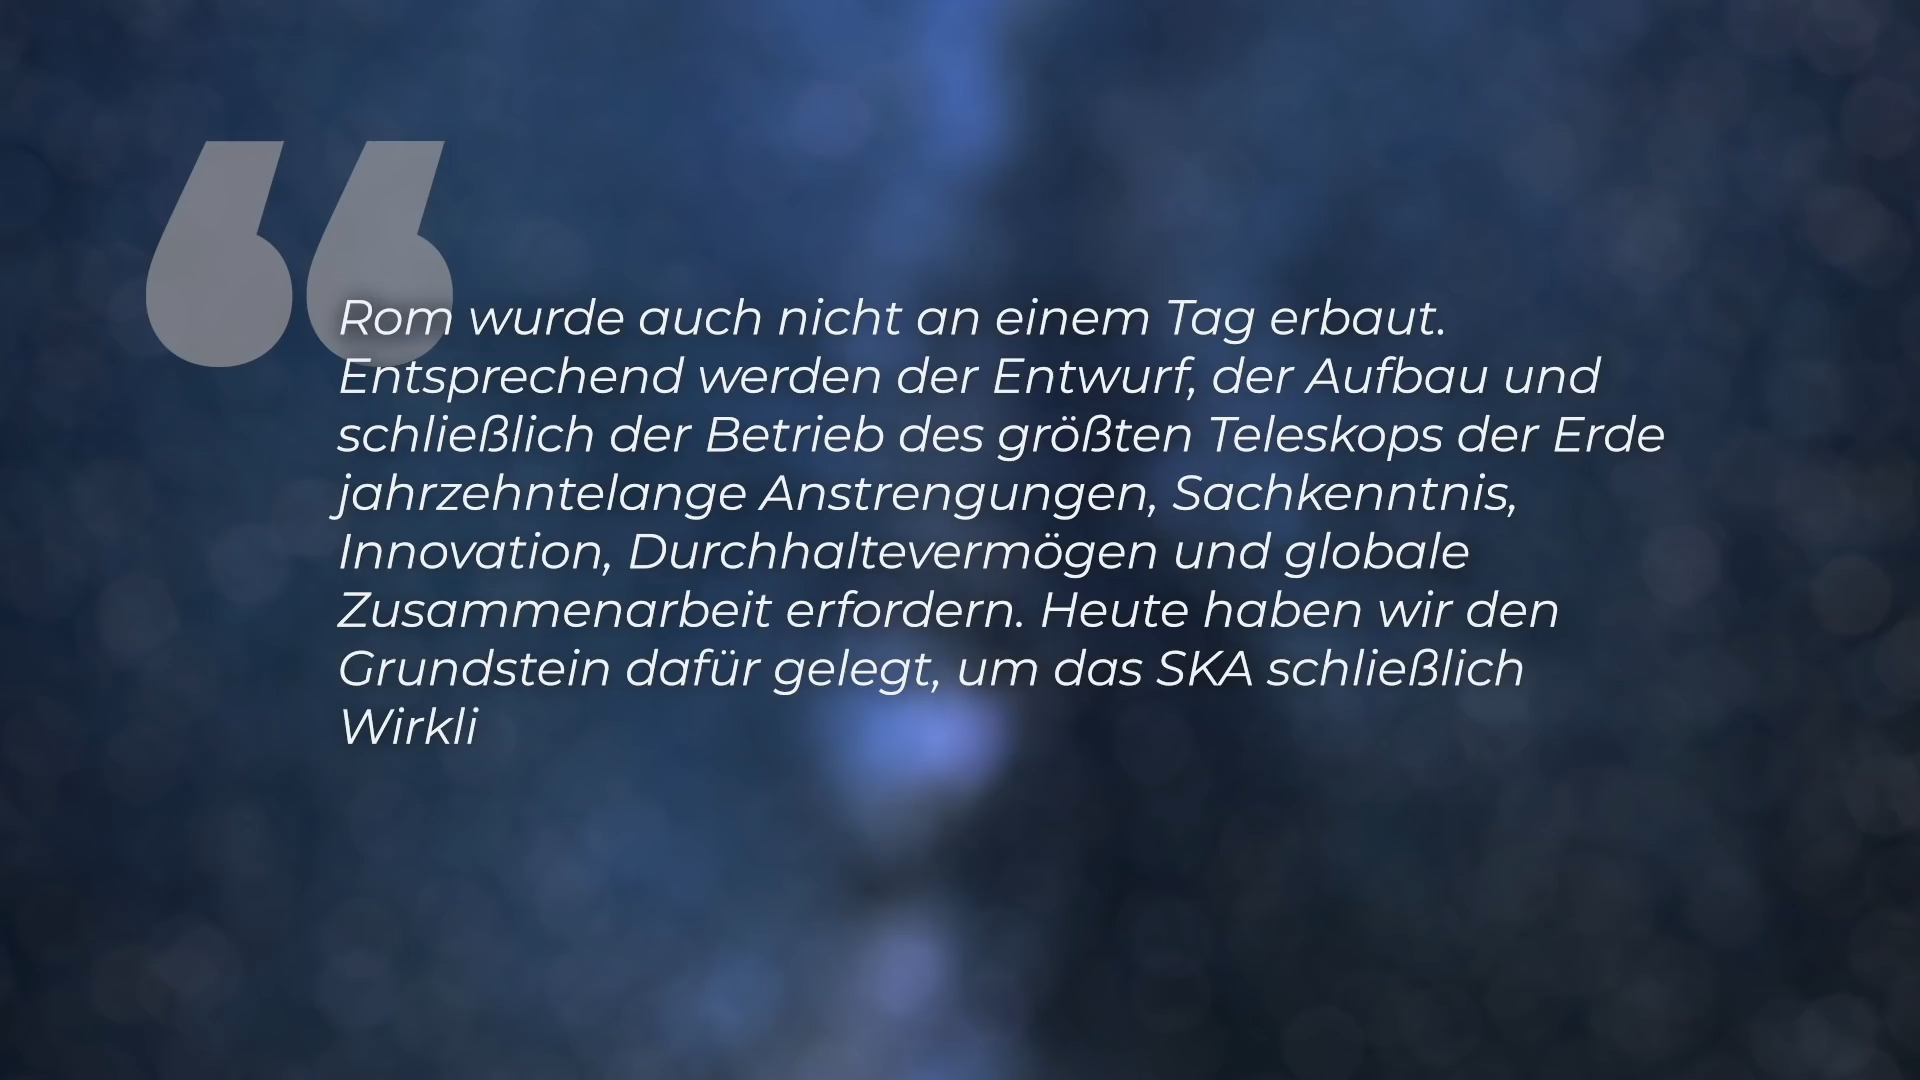 Rom wurde auch nicht an einem Tag erbaut.
Entsprechend werden der Entwurf, der Aufbau und
schließlich der Betrieb des größten Teleskops der Erde
jahrzehntelange Anstrengungen, Sachkenntnis,
Innovation, Durchhaltevermögen und globale
Zusammenarbeit erfordern. Heute haben wir den
Grundstein dafür gelegt, um das SKA schließlich
Wirkli